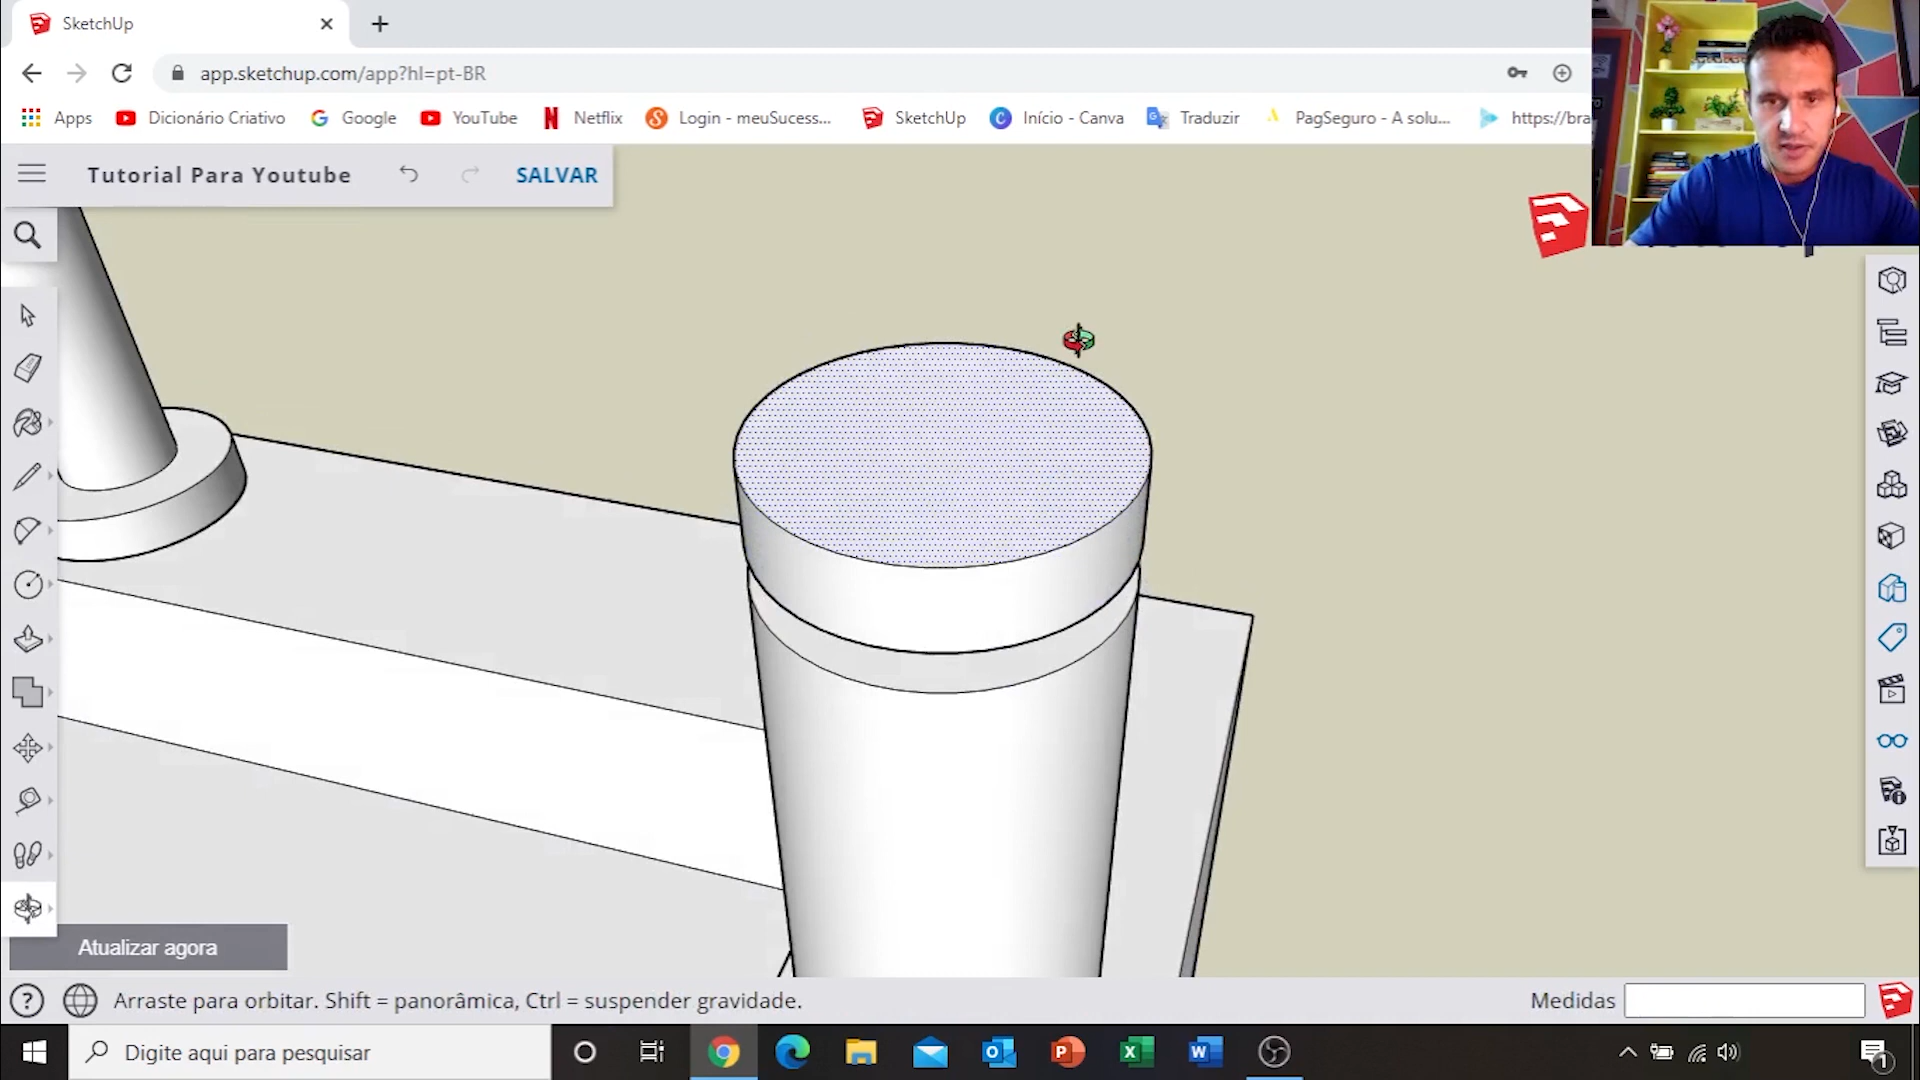 SketchUp
app.sketchup.com/app?hl=pt-BR
Apps Dicionário Criativo Google YouTube Netflix Login - meuSucess... SketchUp Início - Canva Traduzir PagSeguro - A solu... https://bra
Tutorial Para Youtube SALVAR
Atualizar agora
Arraste para orbitar. Shift = panorâmica, Ctrl = suspender gravidade. Medidas
Digite aqui para pesquisar
1